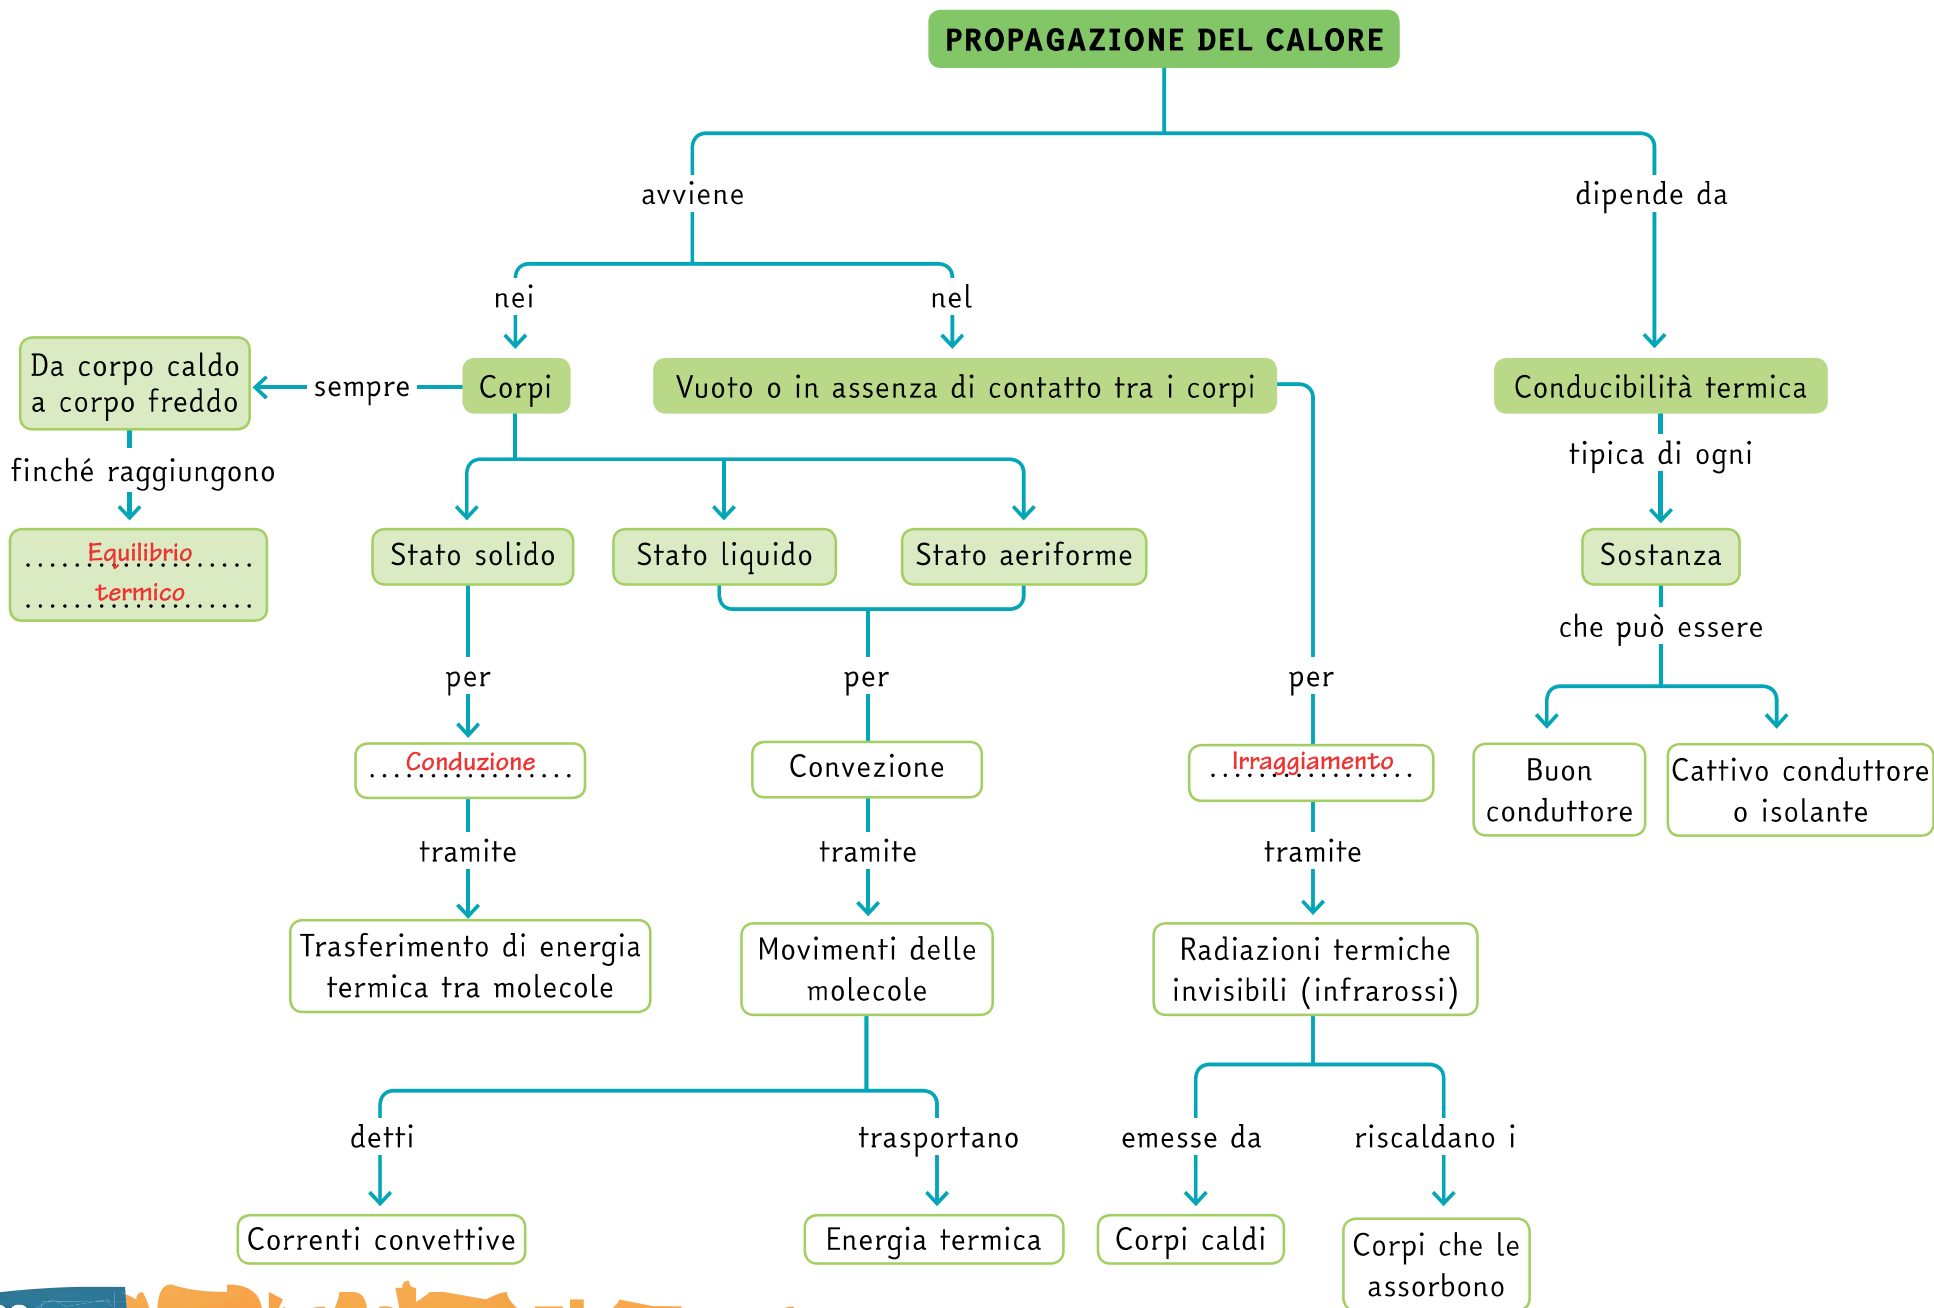 PROPAGAZIONE DEL CALORE
avviene
dipende da
nei
nel
Da corpo caldo
a corpo freddo
sempre
Corpi
Vuoto o in assenza di contatto tra i corpi
Conducibilità termica
finché raggiungono
tipica di ogni
Equilibrio
termico
Stato solido
Stato liquido
Stato aeriforme
Sostanza
che può essere
per
per
per
Conduzione
Convezione
Irraggiamento
Buon
conduttore
Cattivo conduttore
o isolante
tramite
tramite
tramite
Trasferimento di energia
termica tra molecole
Movimenti delle
molecole
Radiazioni termiche
invisibili (infrarossi)
detti
trasportano
emesse da
riscaldano i
Correnti convettive
Energia termica
Corpi caldi
Corpi che le
assorbono